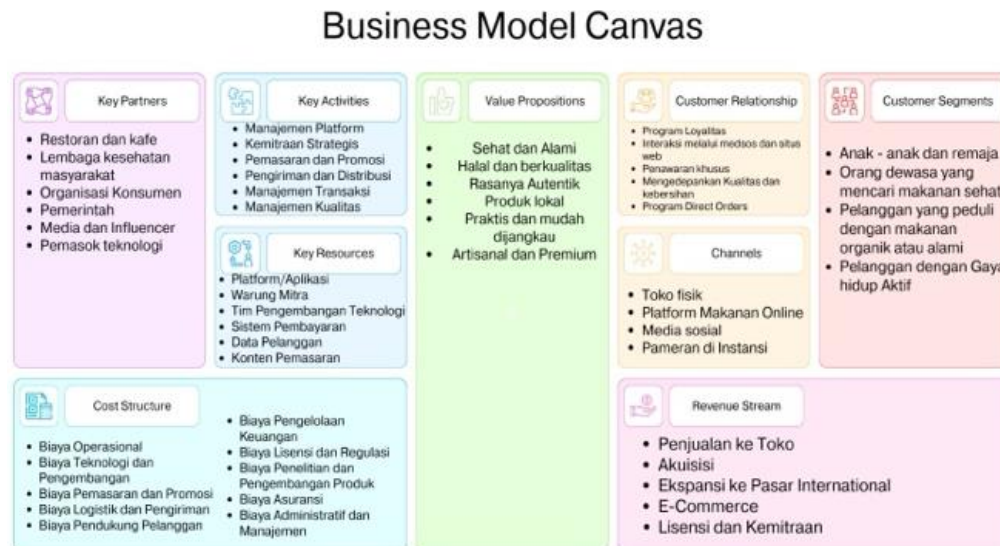 Business Model Canvas
Key Partners
Restoran dan kafe
Lembaga kesehatan
masyarakat
Organisasi Konsumen
Pemerintah
Media dan Influencer
Pemasok teknologi
Key Activities
Manajemen Platform
Kemitraan Strategis
Pemasaran dan Promosi
Pengiriman dan Distribusi
Manajemen Transaksi
Manajemen Kualitas
Key Resources
Platform/Aplikasi
Warung Mitra
Tim Pengembangan Teknologi
Sistem Pembayaran
Data Pelanggan
Konten Pemasaran
Value Propositions
Sehat dan Alami
Halal dan berkualitas
Rasanya Autentik
Produk lokal
Praktis dan mudah
dijangkau
Artisanal dan Premium
Customer Relationship
Program Loyalitas
Interaksi melalui medsos dan situs
web
Penawaran khusus
Mengedepankan Kualitas dan
kebersihan
Program Direct Orders
Channels
Toko fisik
Platform Makanan Online
Media sosial
Pameran di Instansi
Customer Segments
Anak - anak dan remaja
Orang dewasa yang
mencari makanan sehat
Pelanggan yang peduli
dengan makanan
organik atau alami
Pelanggan dengan Gaya
hidup Aktif
Cost Structure
Biaya Operasional
Biaya Teknologi dan
Pengembangan
Biaya Pemasaran dan Promosi
Biaya Logistik dan Pengiriman
Biaya Pendukung Pelanggan
Biaya Pengelolaan
Keuangan
Biaya Lisensi dan Regulasi
Biaya Penelitian dan
Pengembangan Produk
Biaya Asuransi
Biaya Administratif dan
Manajemen
Revenue Stream
Penjualan ke Toko
Akuisisi
Ekspansi ke Pasar International
E-Commerce
Lisensi dan Kemitraan